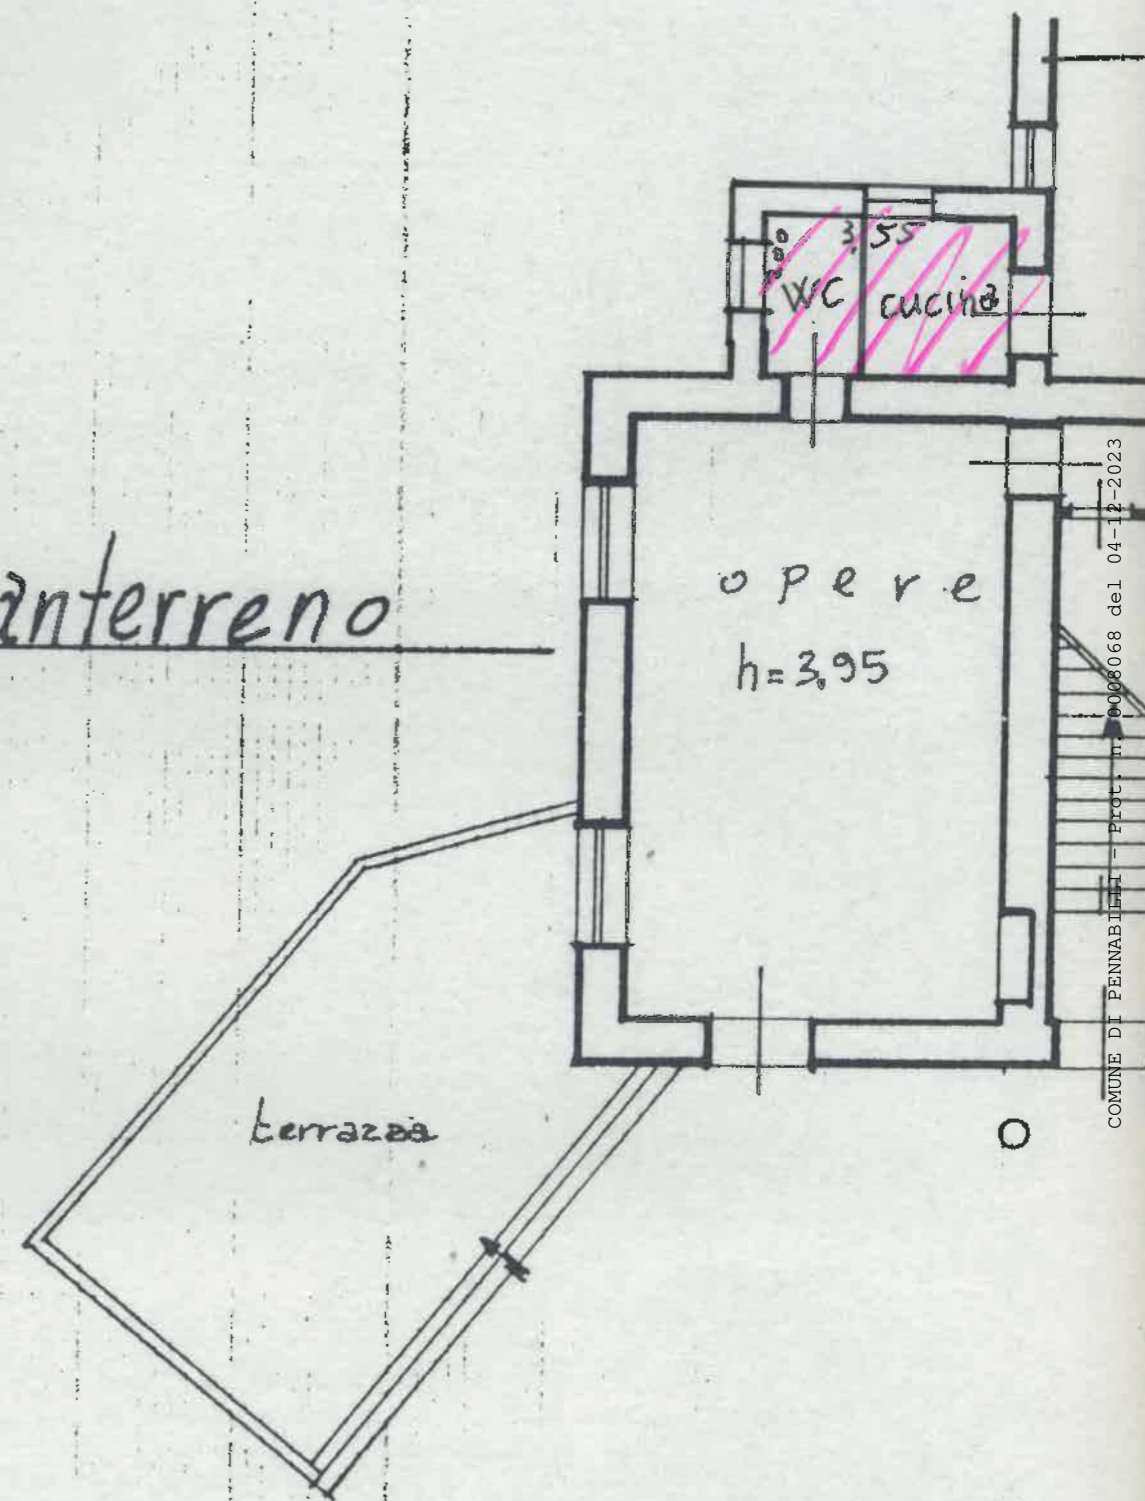 3,55
WC cucina
opere
h=3,95
anterreno
terrazza
COMUNE DI PENNABILLI - Prot. n. 0008068 del 04-12-2023